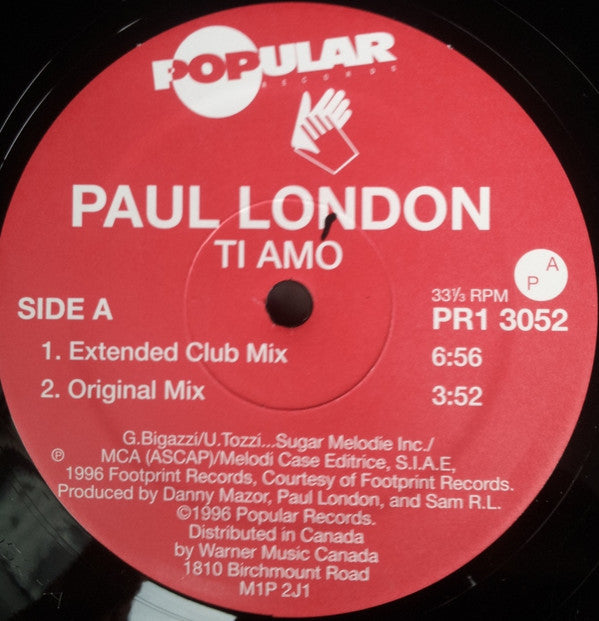 POPULAR
RECORDS
PAUL LONDON
TI AMO
A
P
SIDE A
33⅓ RPM
PR1 3052
1. Extended Club Mix 6:56
2. Original Mix 3:52
G.Bigazzi/U.Tozzi...Sugar Melodie Inc./
MCA (ASCAP)/Melodi Case Editrice, S.I.A.E,
℗ 1996 Footprint Records, Courtesy of Footprint Records.
Produced by Danny Mazor, Paul London, and Sam R.L.
©1996 Popular Records.
Distributed in Canada
by Warner Music Canada
1810 Birchmount Road
M1P 2J1